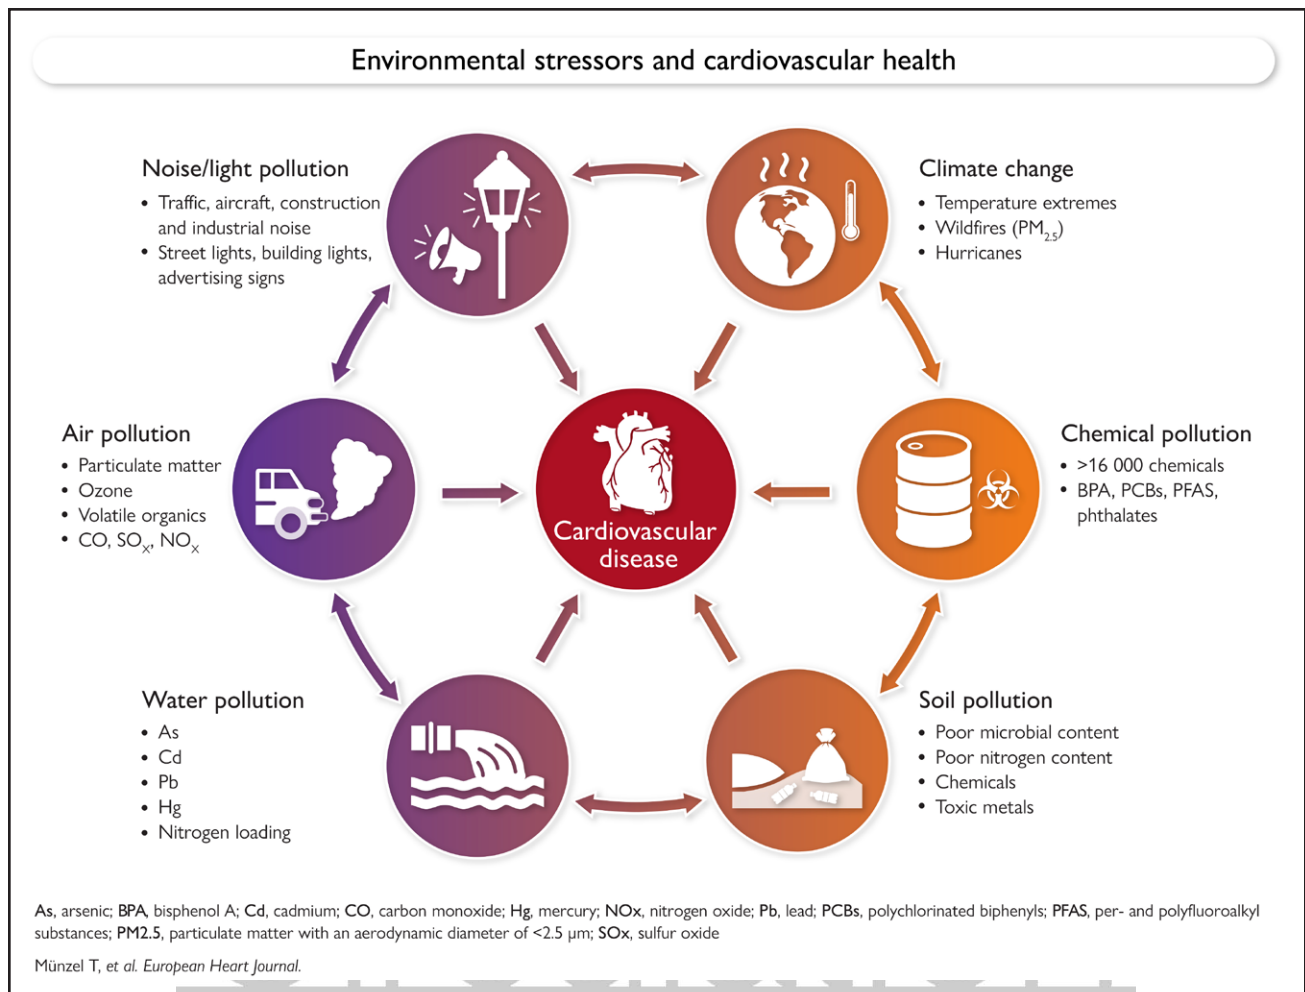 Environmental stressors and cardiovascular health
Noise/light pollution
• Traffic, aircraft, construction
and industrial noise
• Street lights, building lights,
advertising signs
Climate change
• Temperature extremes
• Wildfires (PM2.5)
• Hurricanes
Air pollution
• Particulate matter
• Ozone
• Volatile organics
• CO, SOX, NOX
Cardiovascular
disease
Chemical pollution
• >16 000 chemicals
• BPA, PCBs, PFAS,
phthalates
Water pollution
• As
• Cd
• Pb
• Hg
• Nitrogen loading
Soil pollution
• Poor microbial content
• Poor nitrogen content
• Chemicals
• Toxic metals
As, arsenic; BPA, bisphenol A; Cd, cadmium; CO, carbon monoxide; Hg, mercury; NOx, nitrogen oxide; Pb, lead; PCBs, polychlorinated biphenyls; PFAS, per- and polyfluoroalkyl
substances; PM2.5, particulate matter with an aerodynamic diameter of <2.5 µm; SOx, sulfur oxide
Münzel T, et al. European Heart Journal.